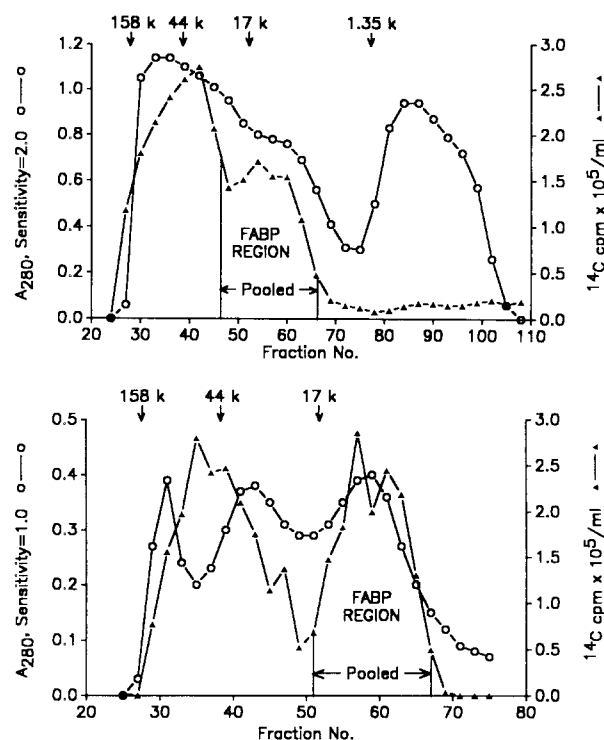 158 k 44 k 17 k 1.35 k
1.2
1.0
0.8
0.6
0.4
0.2
0.0
A280, Sensitivity=2.0 o—o
3.0
2.5
2.0
1.5
1.0
0.5
0.0
14C cpm x 10^5/ml ▲—▲
FABP
REGION
Pooled
20 30 40 50 60 70 80 90 100 110
Fraction No.
158 k 44 k 17 k
0.5
0.4
0.3
0.2
0.1
0.0
A280, Sensitivity=1.0 o—o
3.0
2.5
2.0
1.5
1.0
0.5
0.0
14C cpm x 10^5/ml ▲—▲
FABP
REGION
Pooled
20 30 40 50 60 70 80
Fraction No.